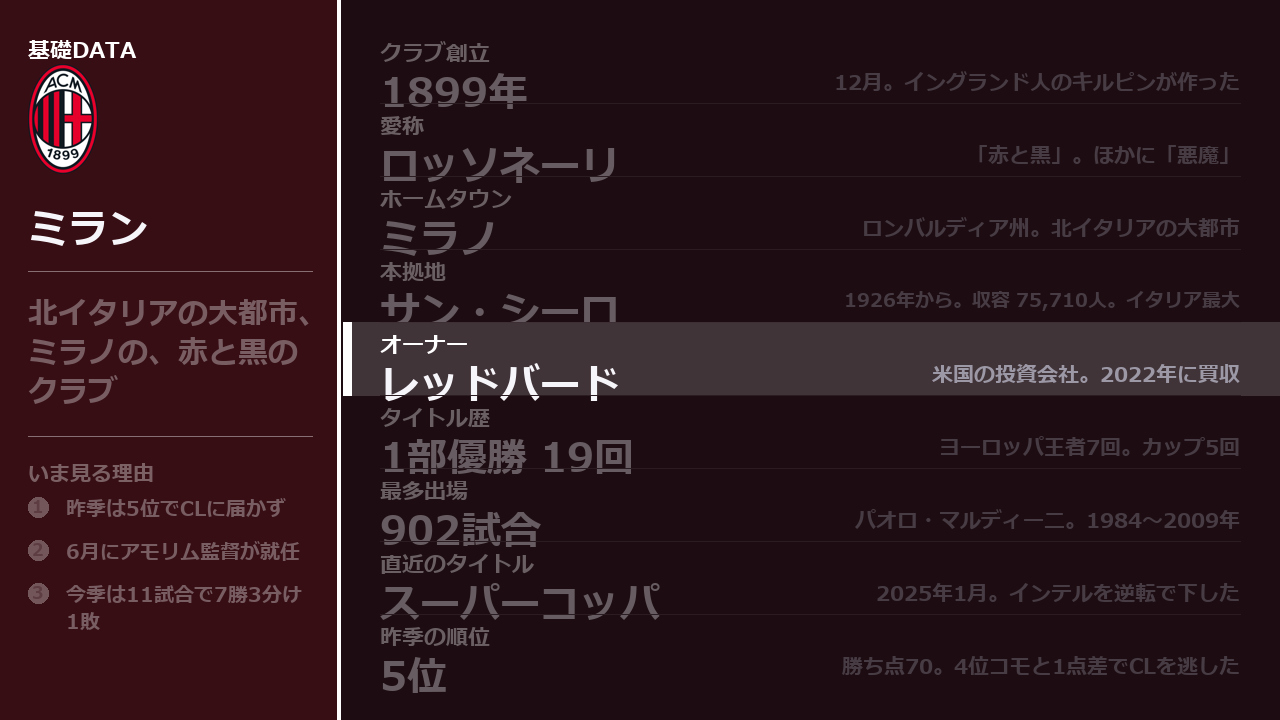 基礎DATA
ACM
1899
ミラン
北イタリアの大都市、
ミラノの、赤と黒の
クラブ
いま見る理由
1 昨季は5位でCLに届かず
2 6月にアモリム監督が就任
3 今季は11試合で7勝3分け
1敗
クラブ創立
1899年 12月。イングランド人のキルピンが作った
愛称
ロッソネーリ 「赤と黒」。ほかに「悪魔」
ホームタウン
ミラノ ロンバルディア州。北イタリアの大都市
本拠地
サン・シーロ 1926年から。収容 75,710人。イタリア最大
オーナー
レッドバード 米国の投資会社。2022年に買収
タイトル歴
1部優勝 19回 ヨーロッパ王者7回。カップ5回
最多出場
902試合 パオロ・マルディーニ。1984〜2009年
直近のタイトル
スーパーコッパ 2025年1月。インテルを逆転で下した
昨季の順位
5位 勝ち点70。4位コモと1点差でCLを逃した